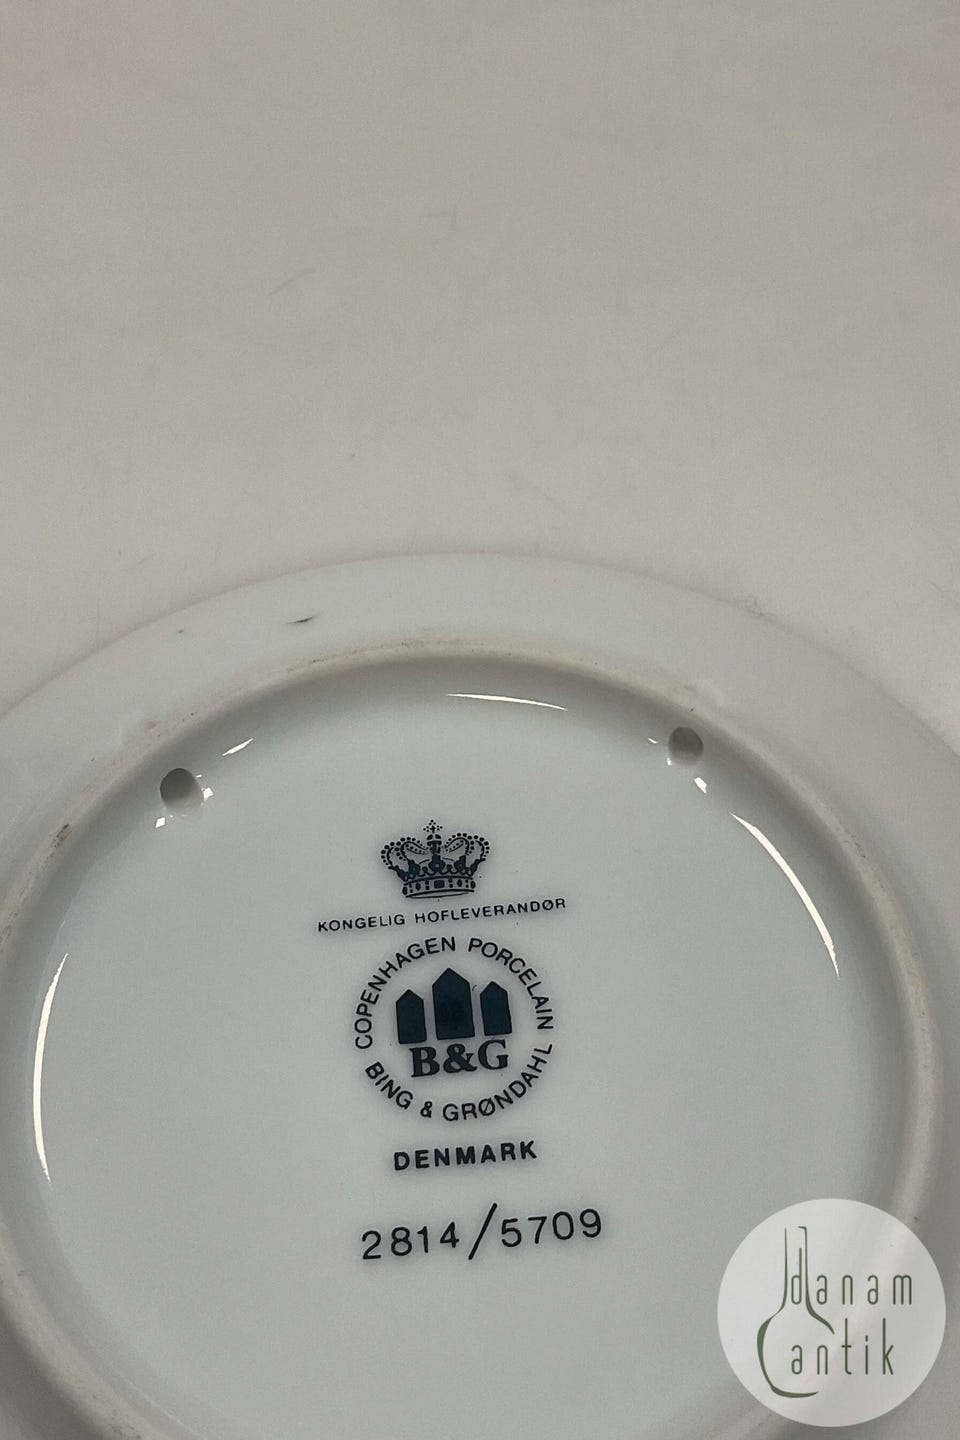 KONGELIG HOFLEVERANDØR
COPENHAGEN PORCELAIN
B&G
BING & GRØNDAHL
DENMARK
2814/5709
danam
antik